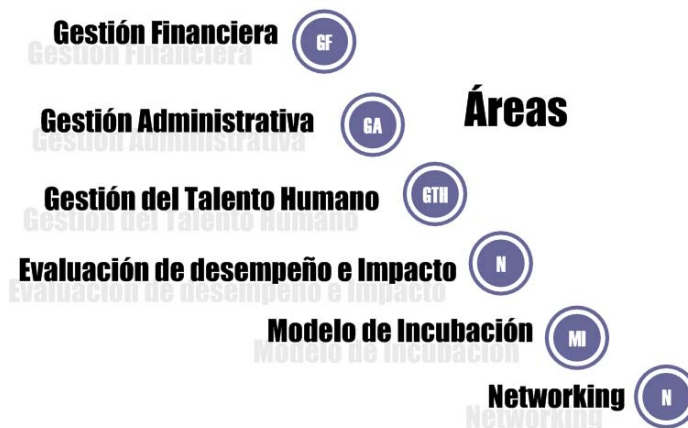 Gestión Financiera GF
Gestión Administrativa GA
Áreas
Gestión del Talento Humano GTH
Evaluación de desempeño e Impacto N
Modelo de Incubación MI
Networking N